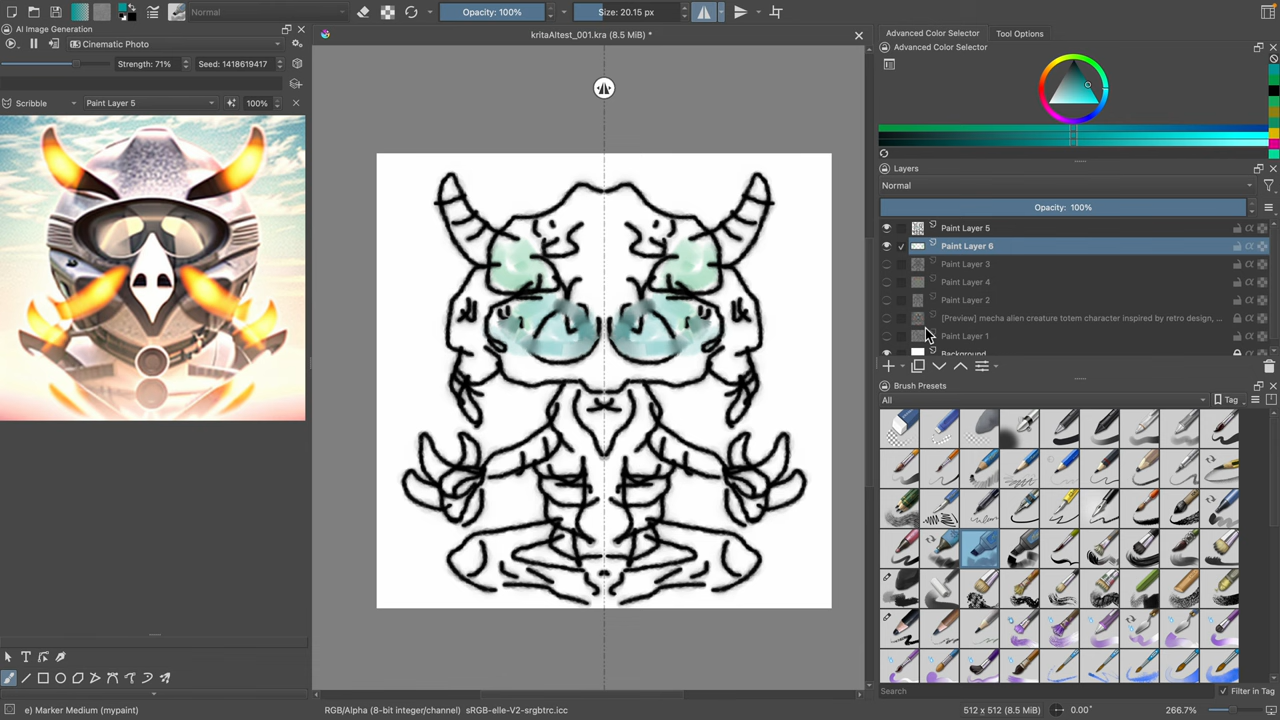 Normal
Opacity: 100%
Size: 20.15 px
AI Image Generation
Cinematic Photo
Strength: 71%
Seed: 1418619417
Scribble
Paint Layer 5
100%
kritaAItest_001.kra (8.5 MiB) *
Advanced Color Selector
Tool Options
Advanced Color Selector
Layers
Normal
Opacity: 100%
Paint Layer 5
Paint Layer 6
Paint Layer 3
Paint Layer 4
Paint Layer 2
[Preview] mecha alien creature totem character inspired by retro design, ...
Paint Layer 1
Background
Brush Presets
All
Tag
Search
Filter in Tag
e) Marker Medium (mypaint)
RGB/Alpha (8-bit integer/channel) sRGB-elle-V2-srgbtrc.icc
512 x 512 (8.5 MiB)
0.00°
266.7%